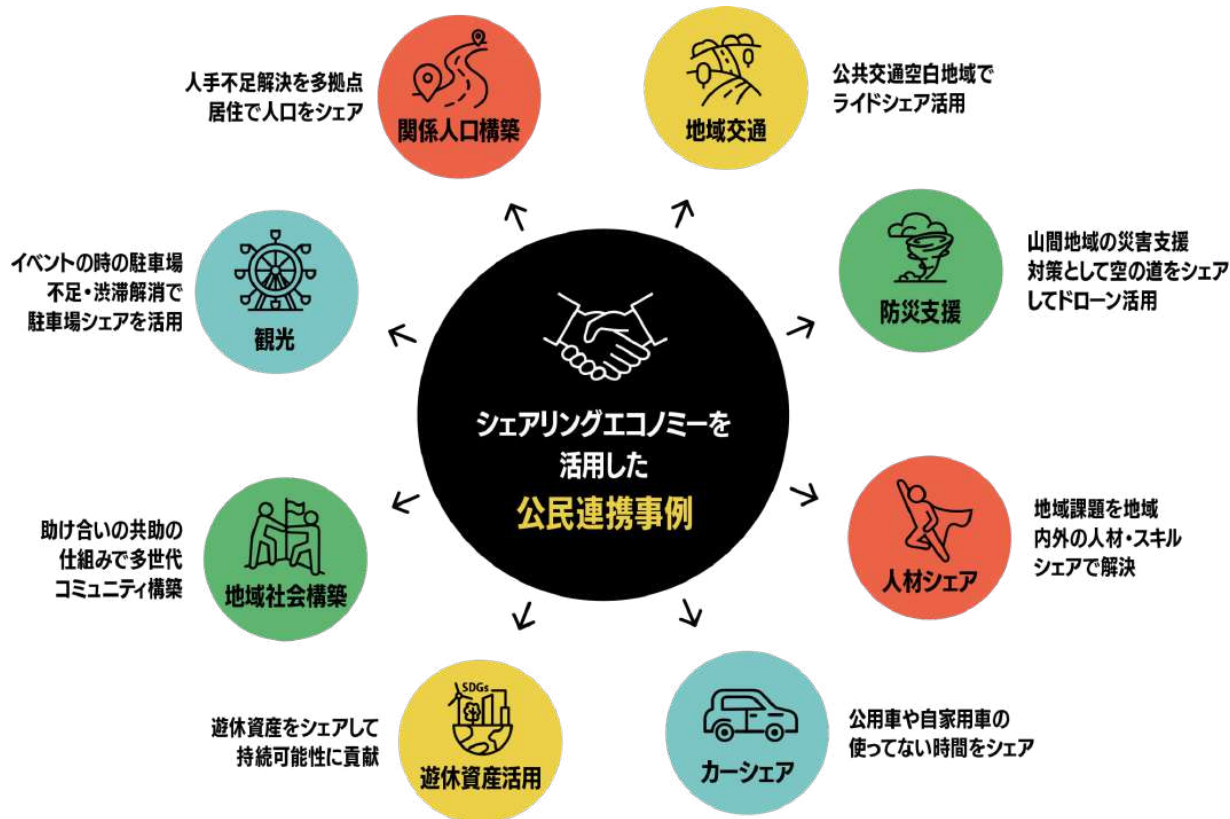 人手不足解決を多拠点
居住で人口をシェア
関係人口構築
地域交通
公共交通空白地域で
ライドシェア活用
イベントの時の駐車場
不足・渋滞解消で
駐車場シェアを活用
観光
防災支援
山間地域の災害支援
対策として空の道をシェア
してドローン活用
シェアリングエコノミーを
活用した
公民連携事例
助け合いの共助の
仕組みで多世代
コミュニティ構築
地域社会構築
人材シェア
地域課題を地域
内外の人材・スキル
シェアで解決
遊休資産をシェアして
持続可能性に貢献
SDGs
遊休資産活用
カーシェア
公用車や自家用車の
使ってない時間をシェア